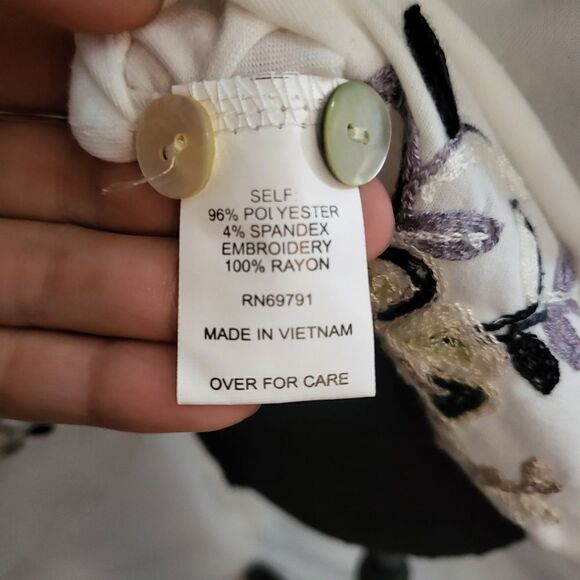 SELF:
96% POLYESTER
4% SPANDEX
EMBROIDERY
100% RAYON
RN69791
MADE IN VIETNAM
OVER FOR CARE